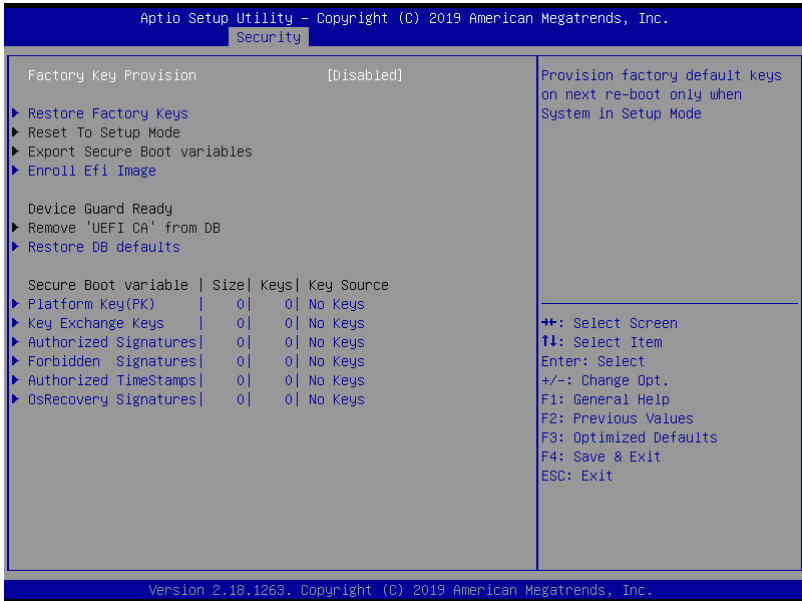 Aptio Setup Utility – Copyright (C) 2019 American Megatrends, Inc.
Security
Factory Key Provision [Disabled]
Restore Factory Keys
Reset To Setup Mode
Export Secure Boot variables
Enroll Efi Image
Device Guard Ready
Remove 'UEFI CA' from DB
Restore DB defaults
Secure Boot variable | Size| Keys| Key Source
Platform Key(PK) | 0| 0| No Keys
Key Exchange Keys | 0| 0| No Keys
Authorized Signatures| 0| 0| No Keys
Forbidden Signatures| 0| 0| No Keys
Authorized TimeStamps| 0| 0| No Keys
OsRecovery Signatures| 0| 0| No Keys
Provision factory default keys
on next re-boot only when
System in Setup Mode
→←: Select Screen
↑↓: Select Item
Enter: Select
+/-: Change Opt.
F1: General Help
F2: Previous Values
F3: Optimized Defaults
F4: Save & Exit
ESC: Exit
Version 2.18.1263. Copyright (C) 2019 American Megatrends, Inc.